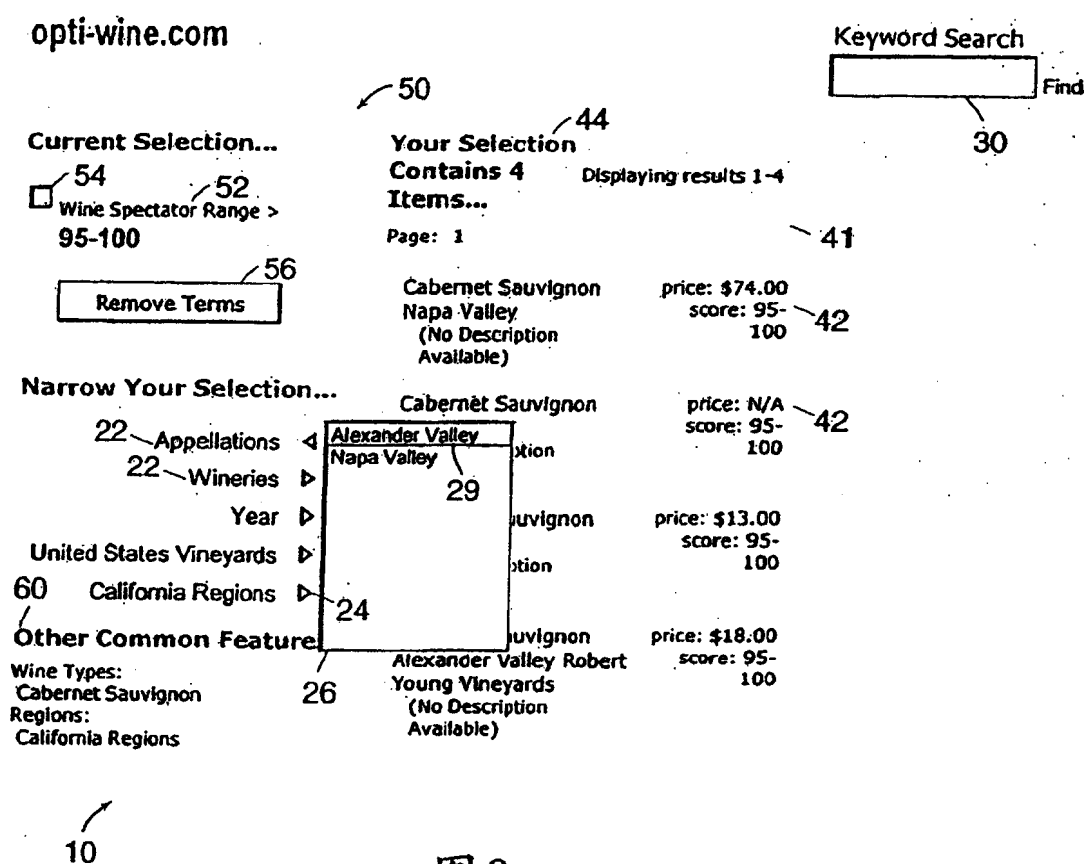 opti-wine.com
Keyword Search
Find
30
50
Current Selection...
54
52
Wine Spectator Range >
95-100
56
Remove Terms
44
Your Selection
Contains 4
Items...
Displaying results 1-4
Page: 1
41
Cabernet Sauvignon
Napa Valley
(No Description
Available)
price: $74.00
score: 95-
100
42
Narrow Your Selection...
22
Appellations
22
Wineries
Year
United States Vineyards
California Regions
24
Alexander Valley
Napa Valley
29
26
Cabernet Sauvignon
ption
price: N/A
score: 95-
100
42
uvignon
ption
price: $13.00
score: 95-
100
uvignon
Alexander Valley Robert
Young Vineyards
(No Description
Available)
price: $18.00
score: 95-
100
60
Other Common Feature
Wine Types:
Cabernet Sauvignon
Regions:
California Regions
10